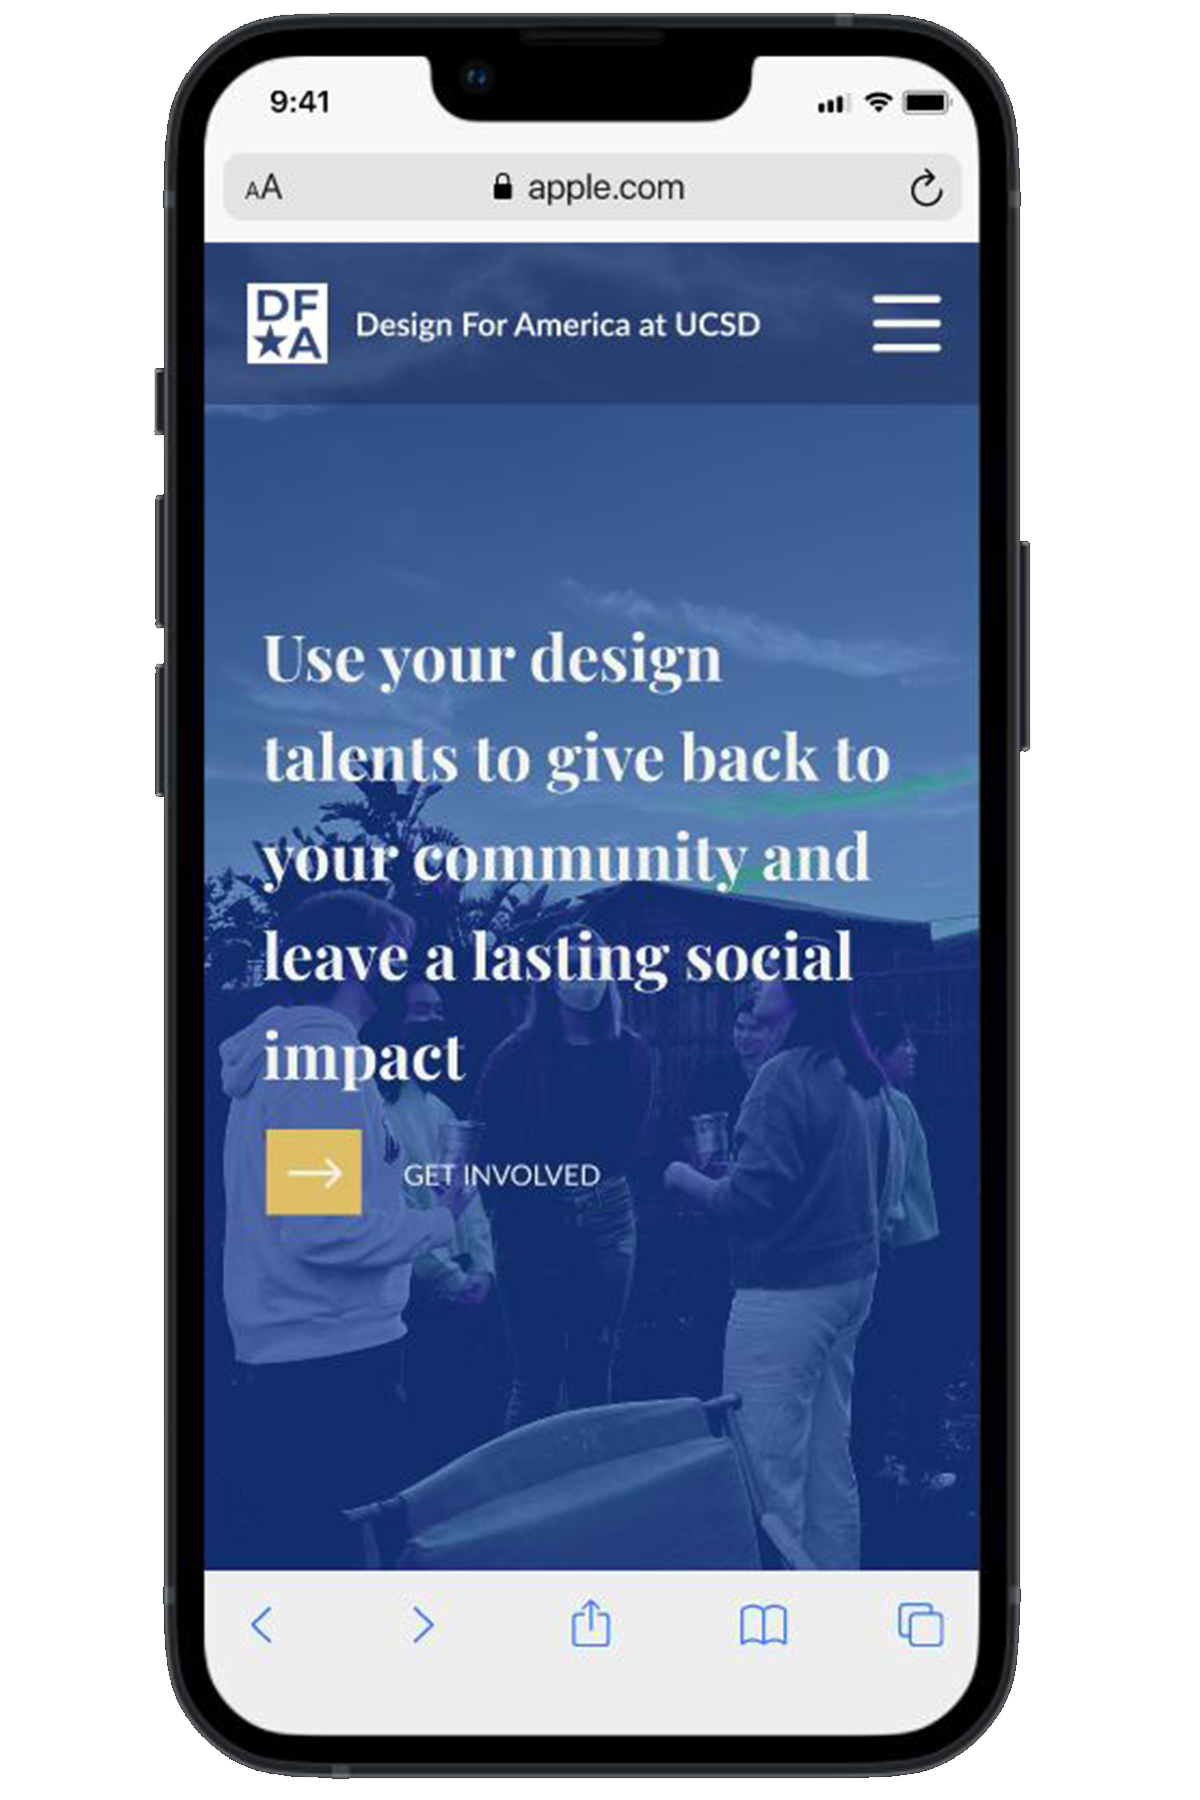 9:41
AA
apple.com
DF
★A
Design For America at UCSD
Use your design
talents to give back to
your community and
leave a lasting social
impact
GET INVOLVED